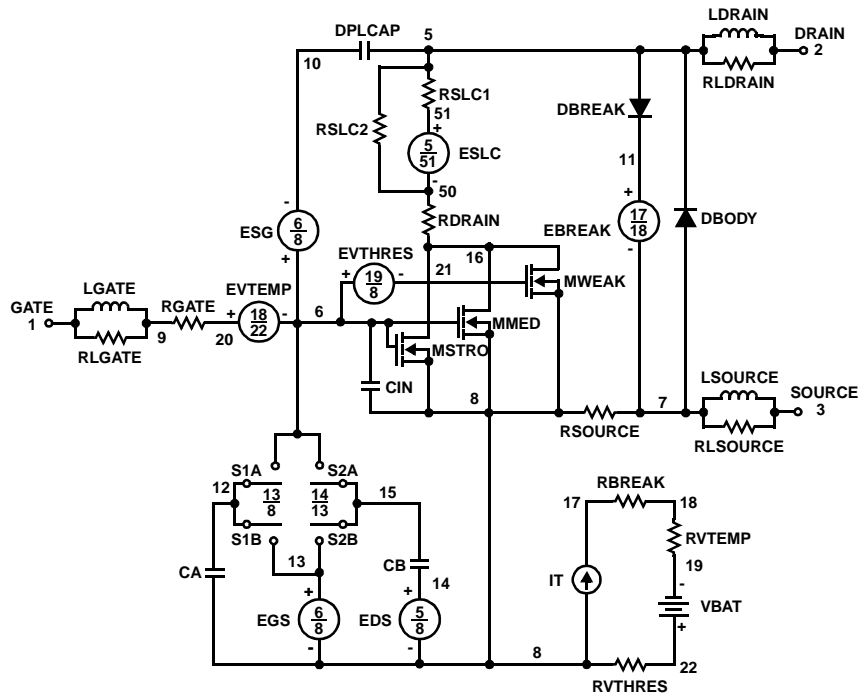 LDRAIN
DPLCAP
5
DRAIN
2
10
RLDRAIN
RSLC1
51
RSLC2
+
5
51
ESLC
-
50
DBREAK
11
+
17
18
EBREAK
-
DBODY
RDRAIN
-
6
8
ESG
+
EVTHRES
+
19
8
-
21
16
MWEAK
LGATE
GATE
1
RLGATE
9
RGATE
20
EVTEMP
+
18
22
-
6
MMED
MSTRO
CIN
8
RSOURCE
7
LSOURCE
SOURCE
3
RLSOURCE
S1A
S2A
12
13
8
14
13
15
S1B
S2B
13
CA
CB
14
+
6
8
EGS
-
+
5
8
EDS
-
8
RBREAK
17
18
RVTEMP
19
IT
-
VBAT
+
22
RVTHRES